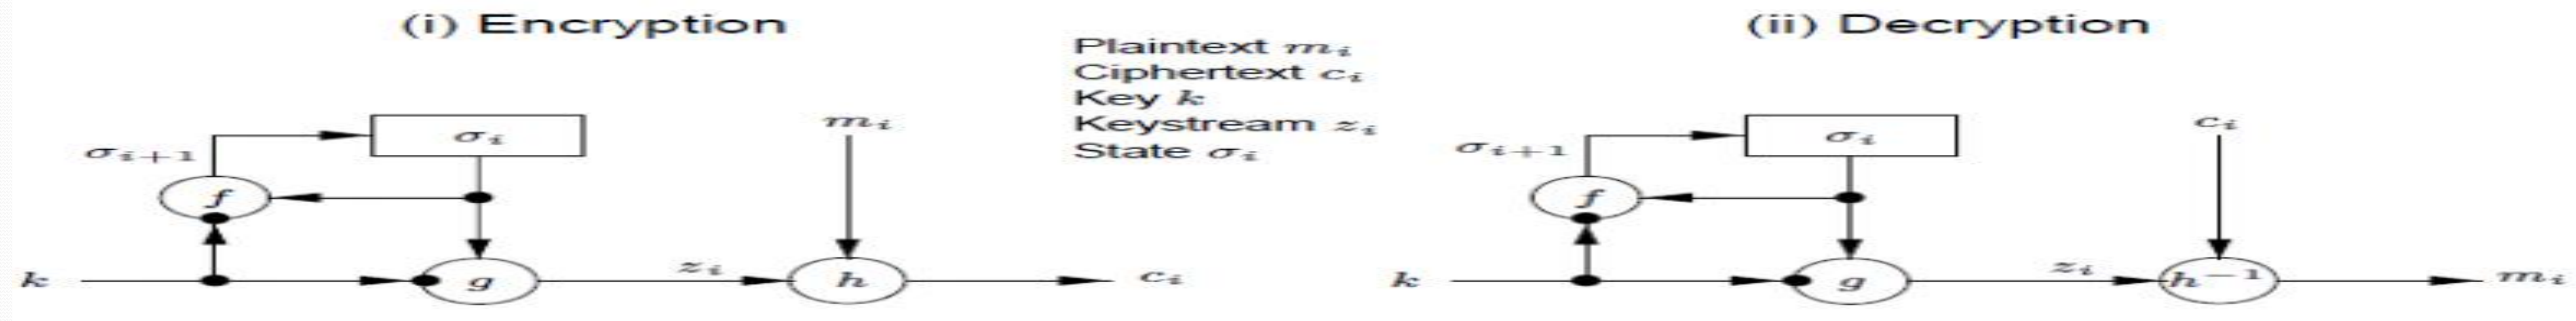 (i) Encryption
σᵢ₊₁
σᵢ
f
k
g
zᵢ
mᵢ
h
cᵢ
Plaintext mᵢ
Ciphertext cᵢ
Key k
Keystream zᵢ
State σᵢ
(ii) Decryption
σᵢ₊₁
σᵢ
f
k
g
zᵢ
cᵢ
h⁻¹
mᵢ